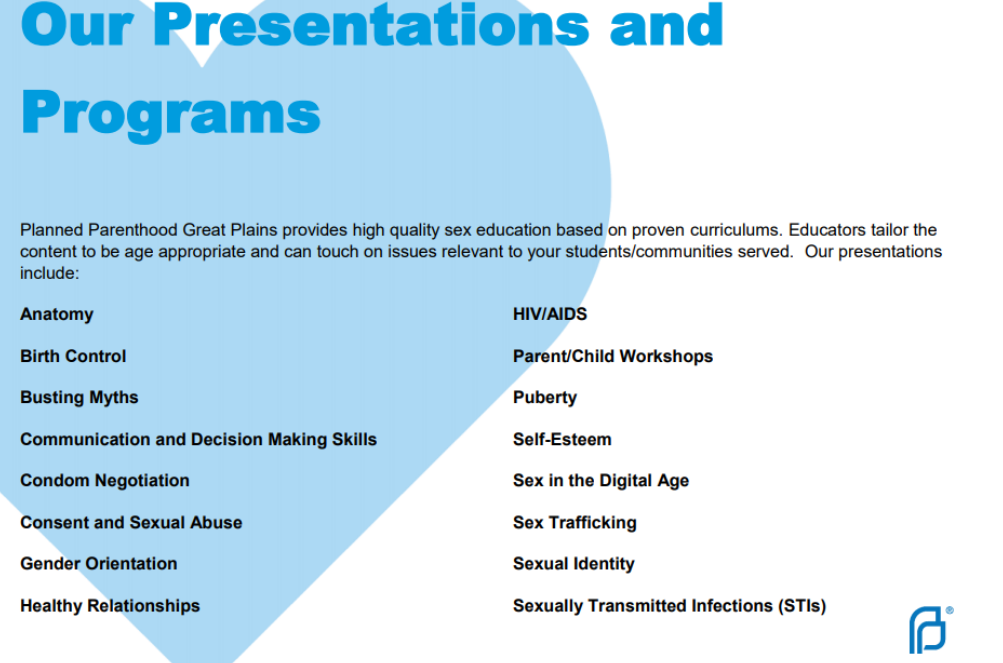 Our Presentations and
Programs
Planned Parenthood Great Plains provides high quality sex education based on proven curriculums. Educators tailor the
content to be age appropriate and can touch on issues relevant to your students/communities served.  Our presentations
include:
Anatomy
Birth Control
Busting Myths
Communication and Decision Making Skills
Condom Negotiation
Consent and Sexual Abuse
Gender Orientation
Healthy Relationships
HIV/AIDS
Parent/Child Workshops
Puberty
Self-Esteem
Sex in the Digital Age
Sex Trafficking
Sexual Identity
Sexually Transmitted Infections (STIs)
®